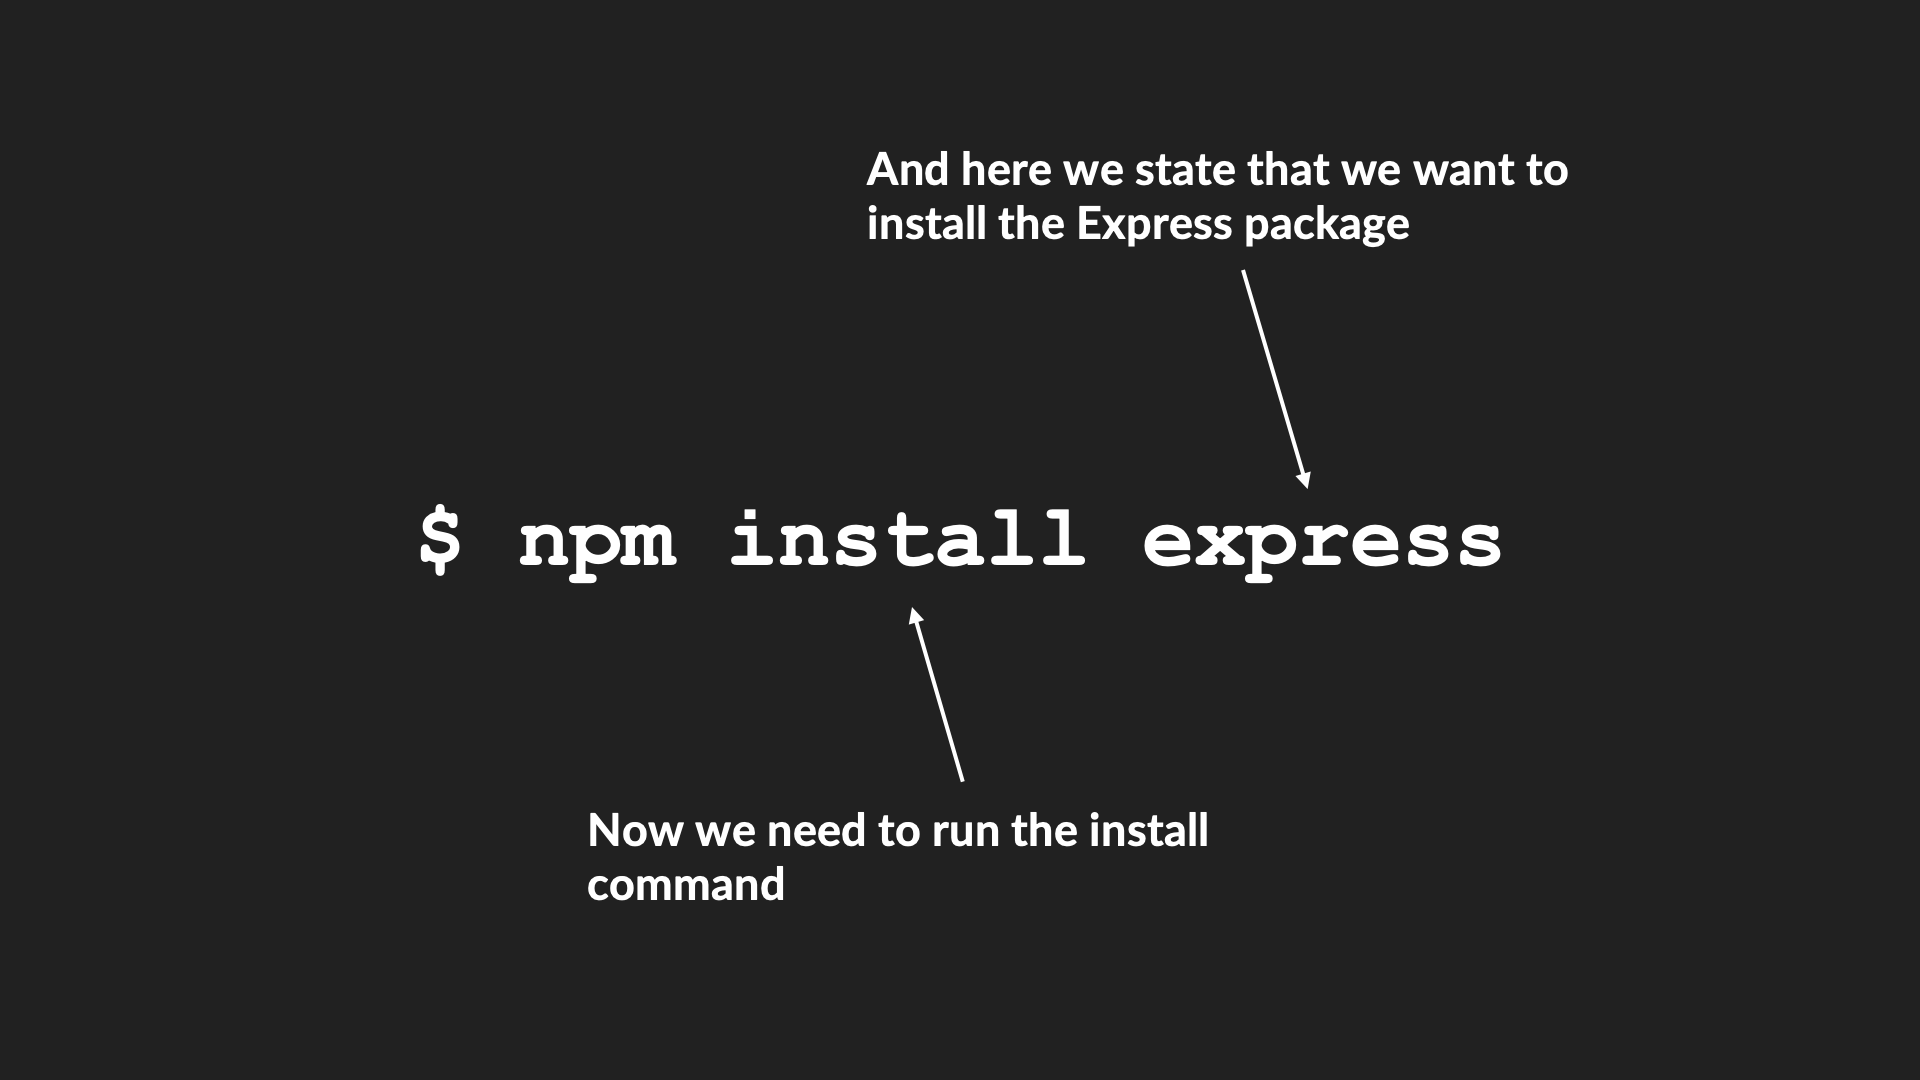 And here we state that we want to
install the Express package
$ npm install express
Now we need to run the install
command